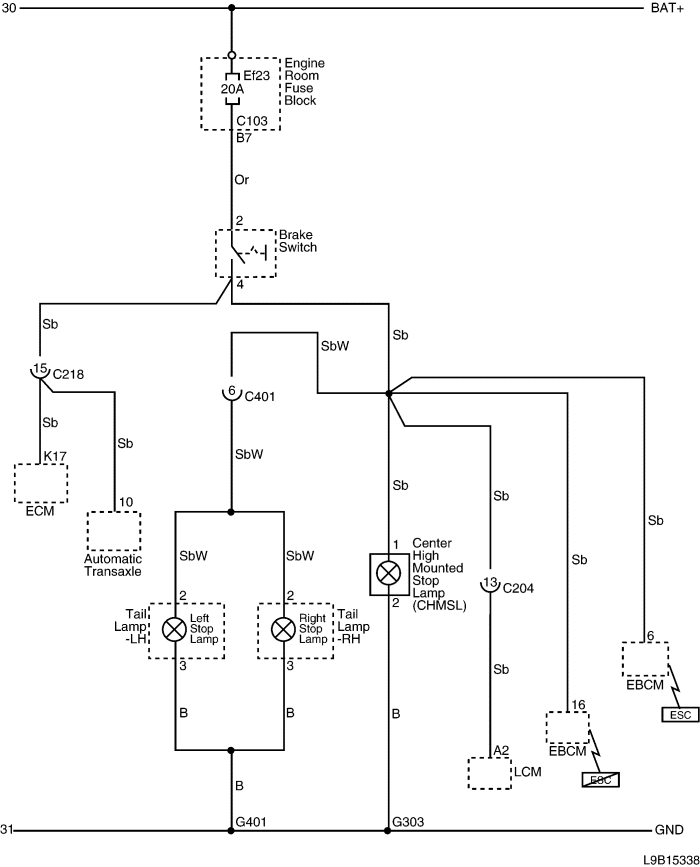 30
BAT+
Ef23
20A
Engine
Room
Fuse
Block
C103
B7
Or
2
Brake
Switch
4
Sb
SbW
Sb
15
C218
6
C401
Sb
K17
ECM
Sb
10
Automatic
Transaxle
SbW
SbW
SbW
2
2
Tail
Lamp
-LH
Left
Stop
Lamp
Right
Stop
Lamp
Tail
Lamp
-RH
3
3
B
B
B
G401
Sb
1
Center
High
Mounted
Stop
Lamp
(CHMSL)
2
B
G303
Sb
13
C204
Sb
A2
LCM
Sb
16
EBCM
ESC
Sb
6
EBCM
ESC
31
GND
L9B15338